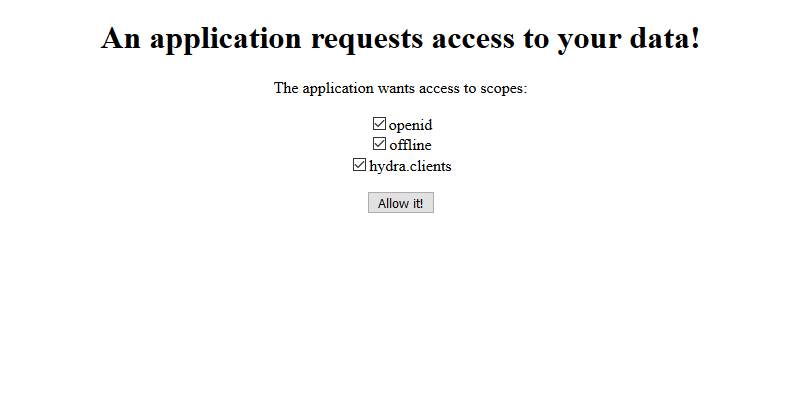 An application requests access to your data!
The application wants access to scopes:
openid
offline
hydra.clients
Allow it!